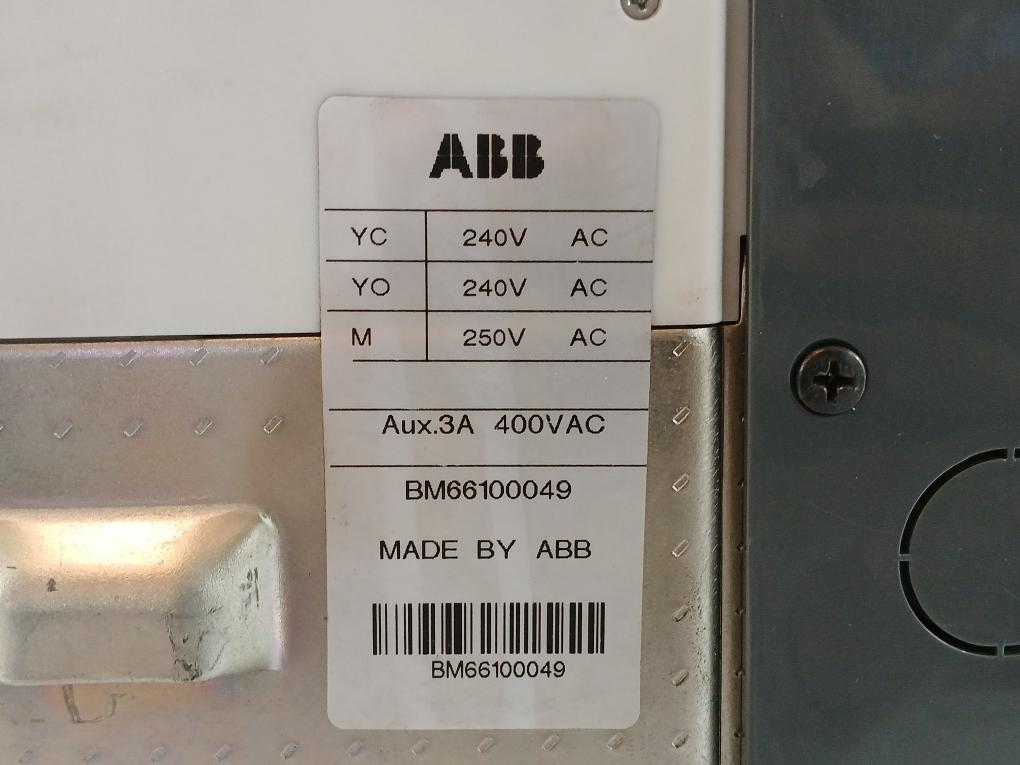 ABB
YC 240V AC
YO 240V AC
M 250V AC
Aux.3A 400VAC
BM66100049
MADE BY ABB
BM66100049